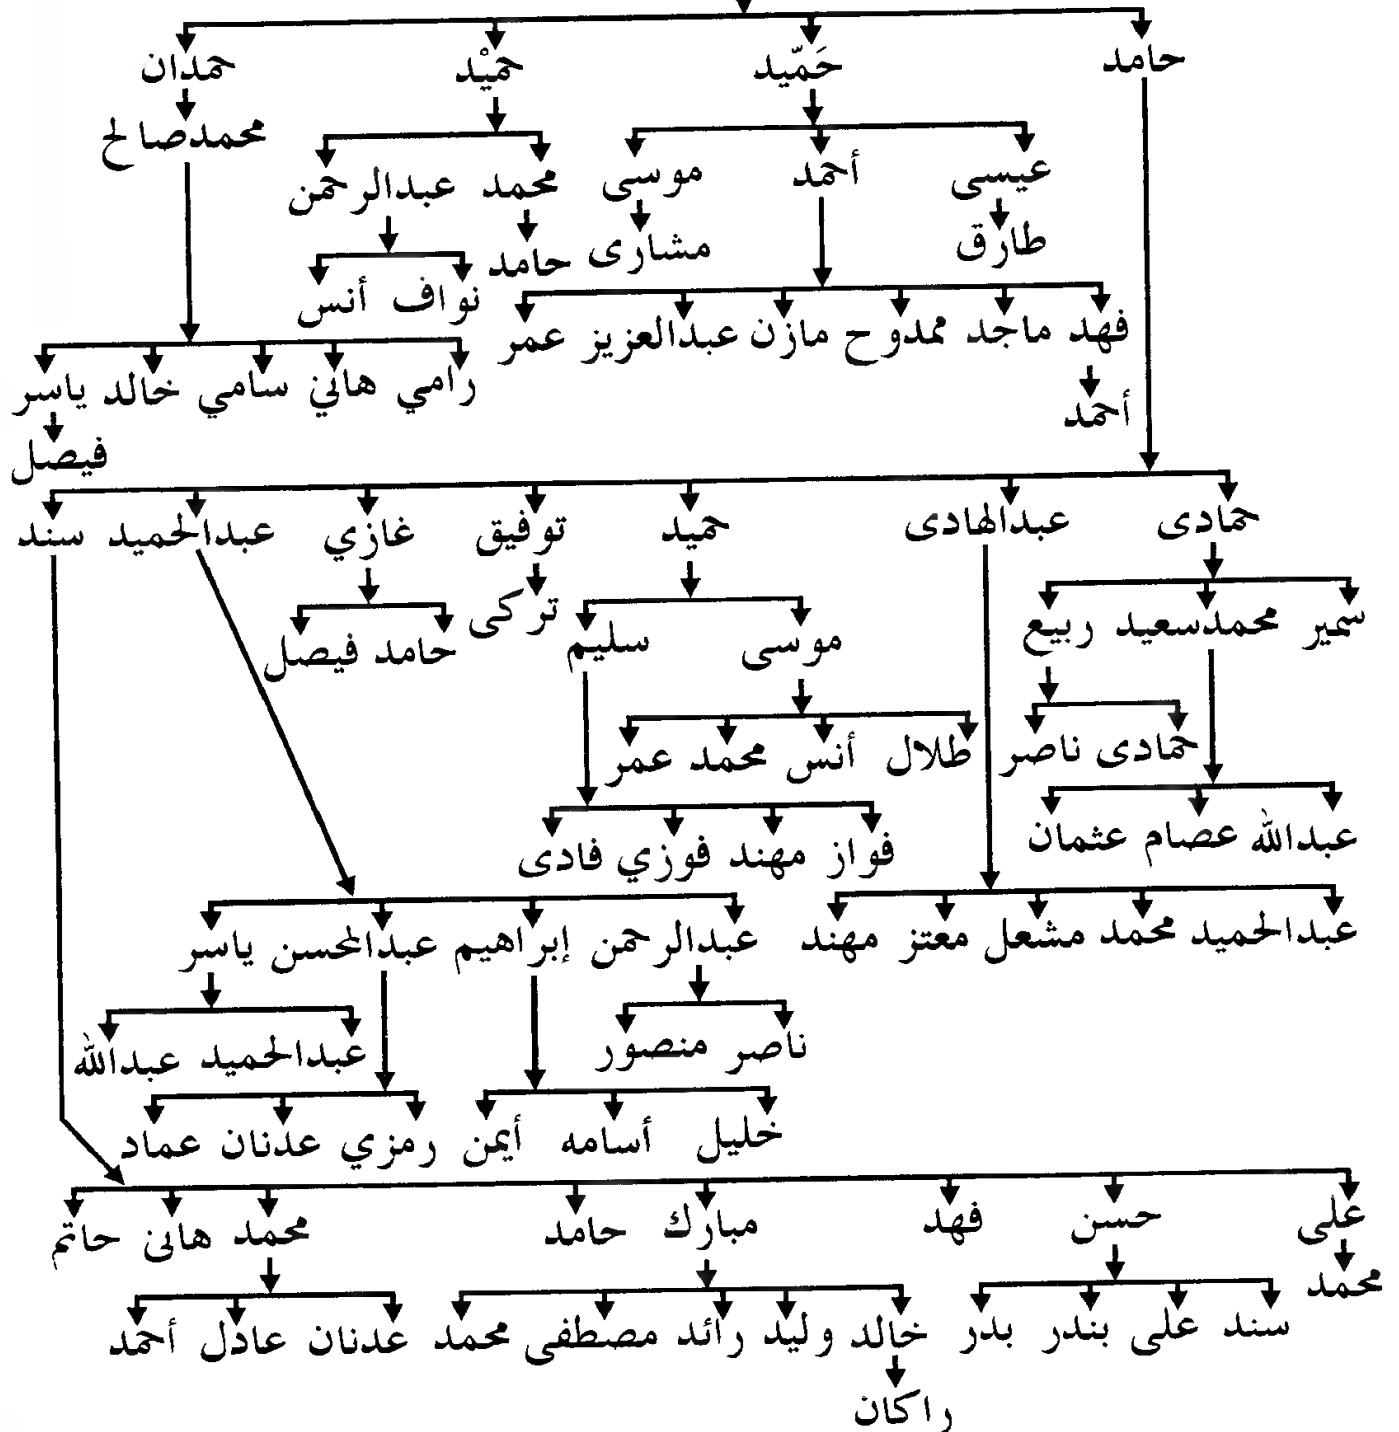 حامد حَمّيد حمَيْد حمدان
محمدصالح
عيسى أحمد موسى محمد عبدالرحمن
طارق مشارى حامد
نواف أنس
فهد ماجد ممدوح مازن عبدالعزيز عمر
رامي هاني سامي خالد ياسر
أحمد
فيصل
حمادى عبدالهادى حميد توفيق غازي عبدالحميد سند
سمير محمدسعيد ربيع موسى سليم تركى حامد فيصل
حمادى ناصر طلال أنس محمد عمر
عبدالله عصام عثمان فواز مهند فوزي فادى
عبدالحميد محمد مشعل معتز مهند عبدالرحمن إبراهيم عبدالمحسن ياسر
ناصر منصور عبدالحميد عبدالله
خليل أسامه أيمن رمزي عدنان عماد
على حسن فهد مبارك حامد محمد هانئ حاتم
محمد
سند على بندر بدر خالد وليد رائد مصطفى محمد عدنان عادل أحمد
راكان